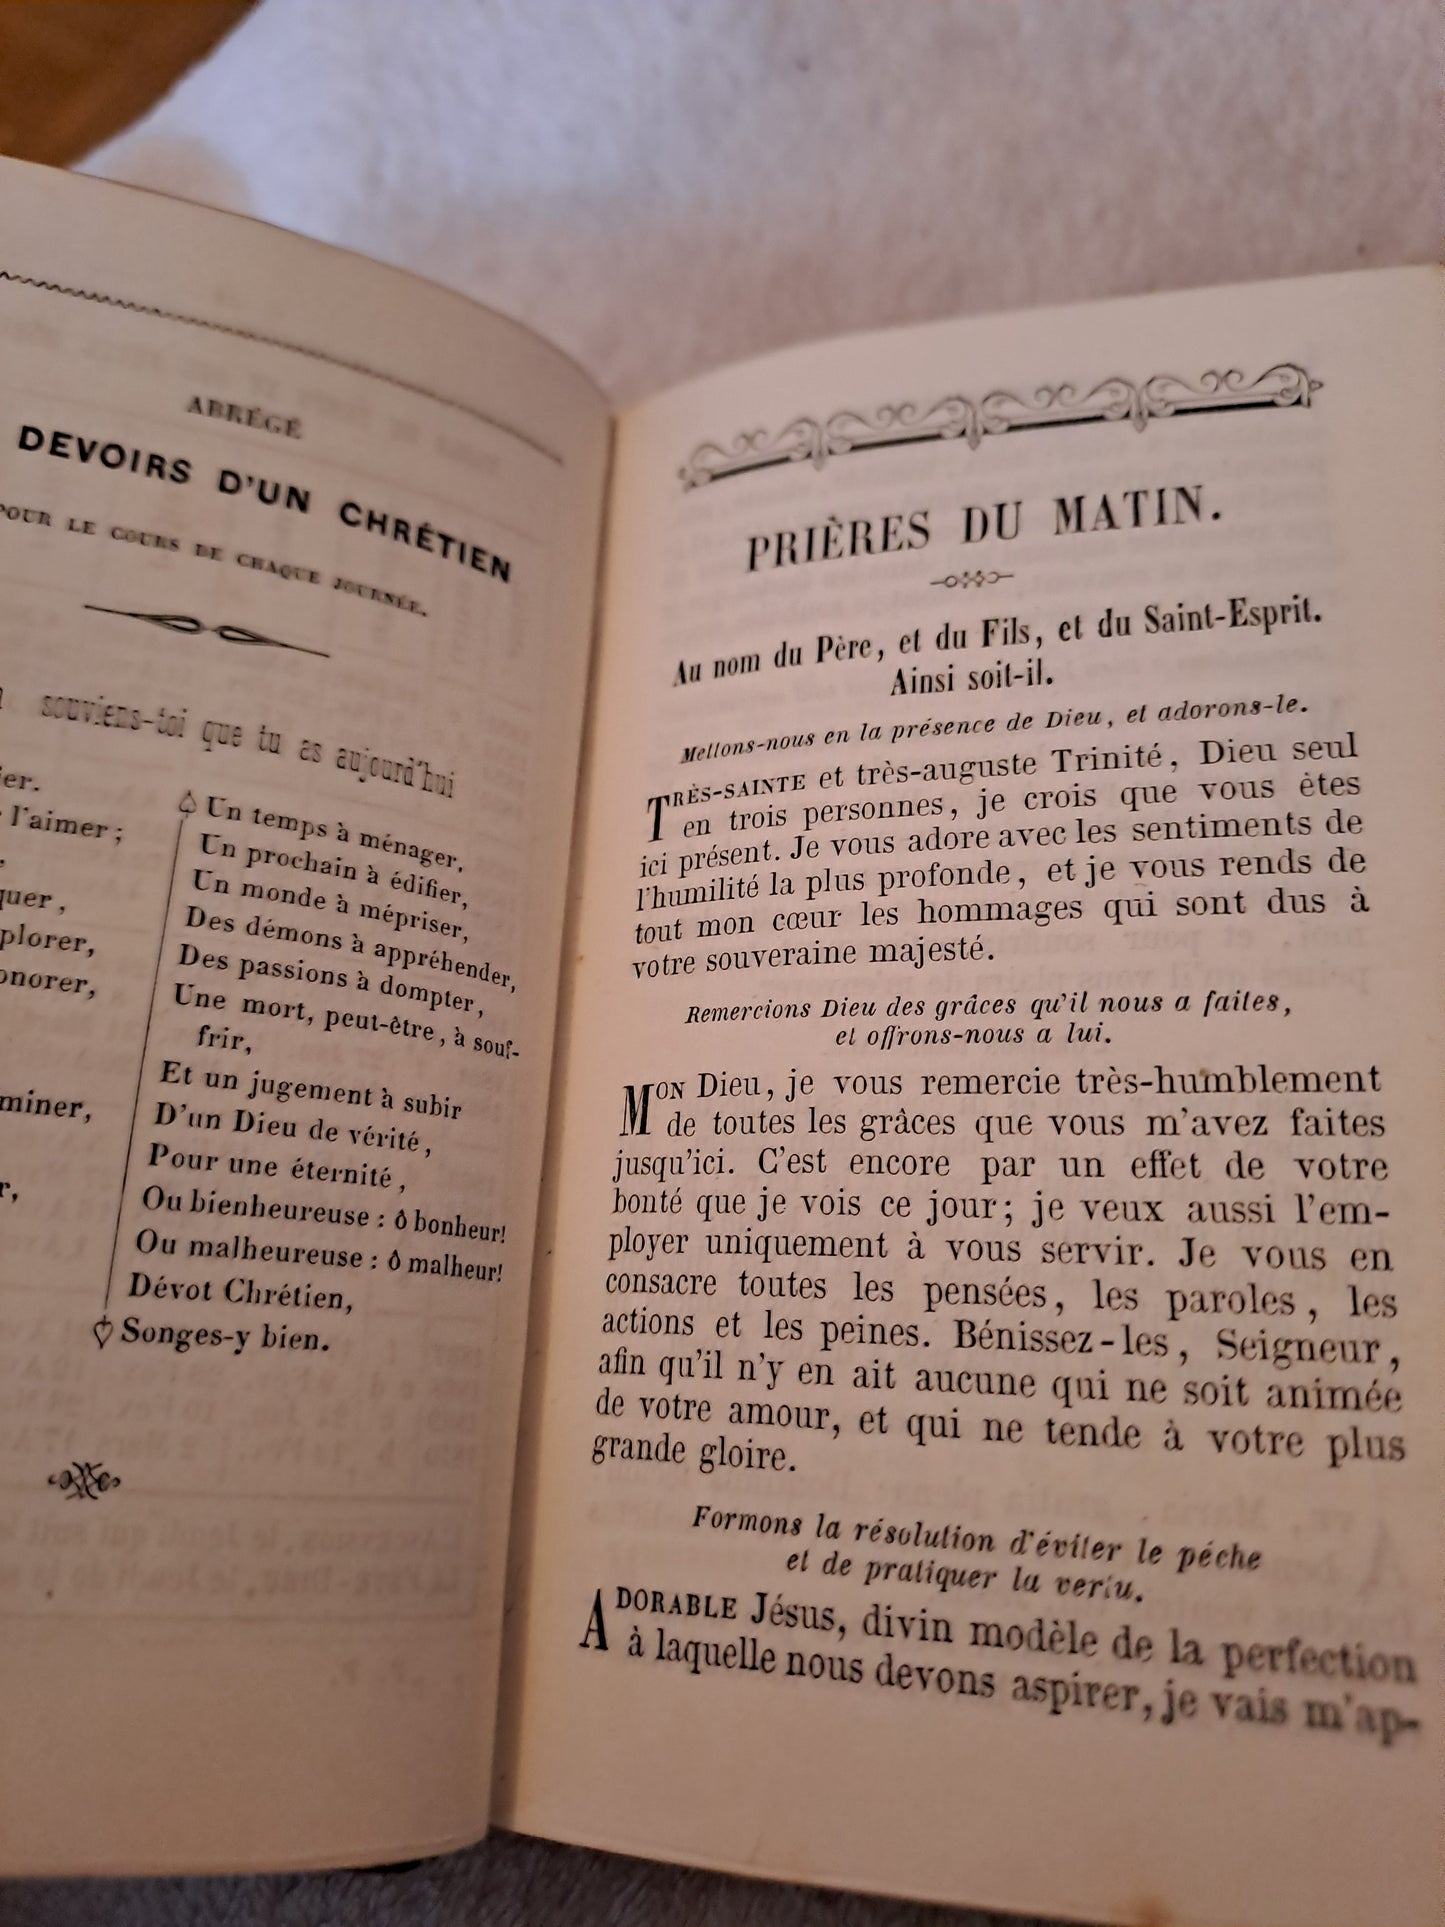 ABRÉGÉ
DEVOIRS D'UN CHRÉTIEN
POUR LE COURS DE CHAQUE JOURNÉE.
souviens-toi que tu as aujourd'hui
l'aimer;
Un temps à ménager,
Un prochain à édifier,
Un monde à mépriser,
Des démons à appréhender,
Des passions à dompter,
Une mort, peut-être, à souf-
frir,
Et un jugement à subir
D'un Dieu de vérité,
Pour une éternité,
Ou bienheureuse: ô bonheur!
Ou malheureuse: ô malheur!
Dévot Chrétien,
Songes-y bien.
PRIÈRES DU MATIN.
Au nom du Père, et du Fils, et du Saint-Esprit.
Ainsi soit-il.
Mettons-nous en la présence de Dieu, et adorons-le.
TRÈS-SAINTE et très-auguste Trinité, Dieu seul
en trois personnes, je crois que vous êtes
ici présent. Je vous adore avec les sentiments de
l'humilité la plus profonde, et je vous rends de
tout mon cœur les hommages qui sont dus à
votre souveraine majesté.
Remercions Dieu des grâces qu'il nous a faites,
et offrons-nous a lui.
MON Dieu, je vous remercie très-humblement
de toutes les grâces que vous m'avez faites
jusqu'ici. C'est encore par un effet de votre
bonté que je vois ce jour; je veux aussi l'em-
ployer uniquement à vous servir. Je vous en
consacre toutes les pensées, les paroles, les
actions et les peines. Bénissez-les, Seigneur,
afin qu'il n'y en ait aucune qui ne soit animée
de votre amour, et qui ne tende à votre plus
grande gloire.
Formons la résolution d'éviter le péche
et de pratiquer la vertu.
ADORABLE Jésus, divin modèle de la perfection
à laquelle nous devons aspirer, je vais m'ap-